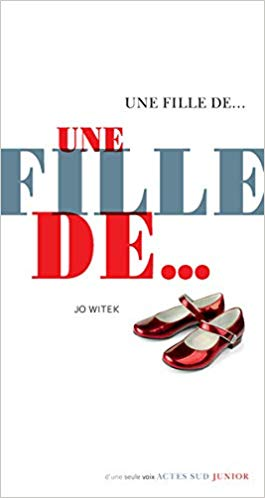 UNE FILLE DE...
UNE
FILLE
DE...
JO WITEK
d'une seule voix ACTES SUD JUNIOR